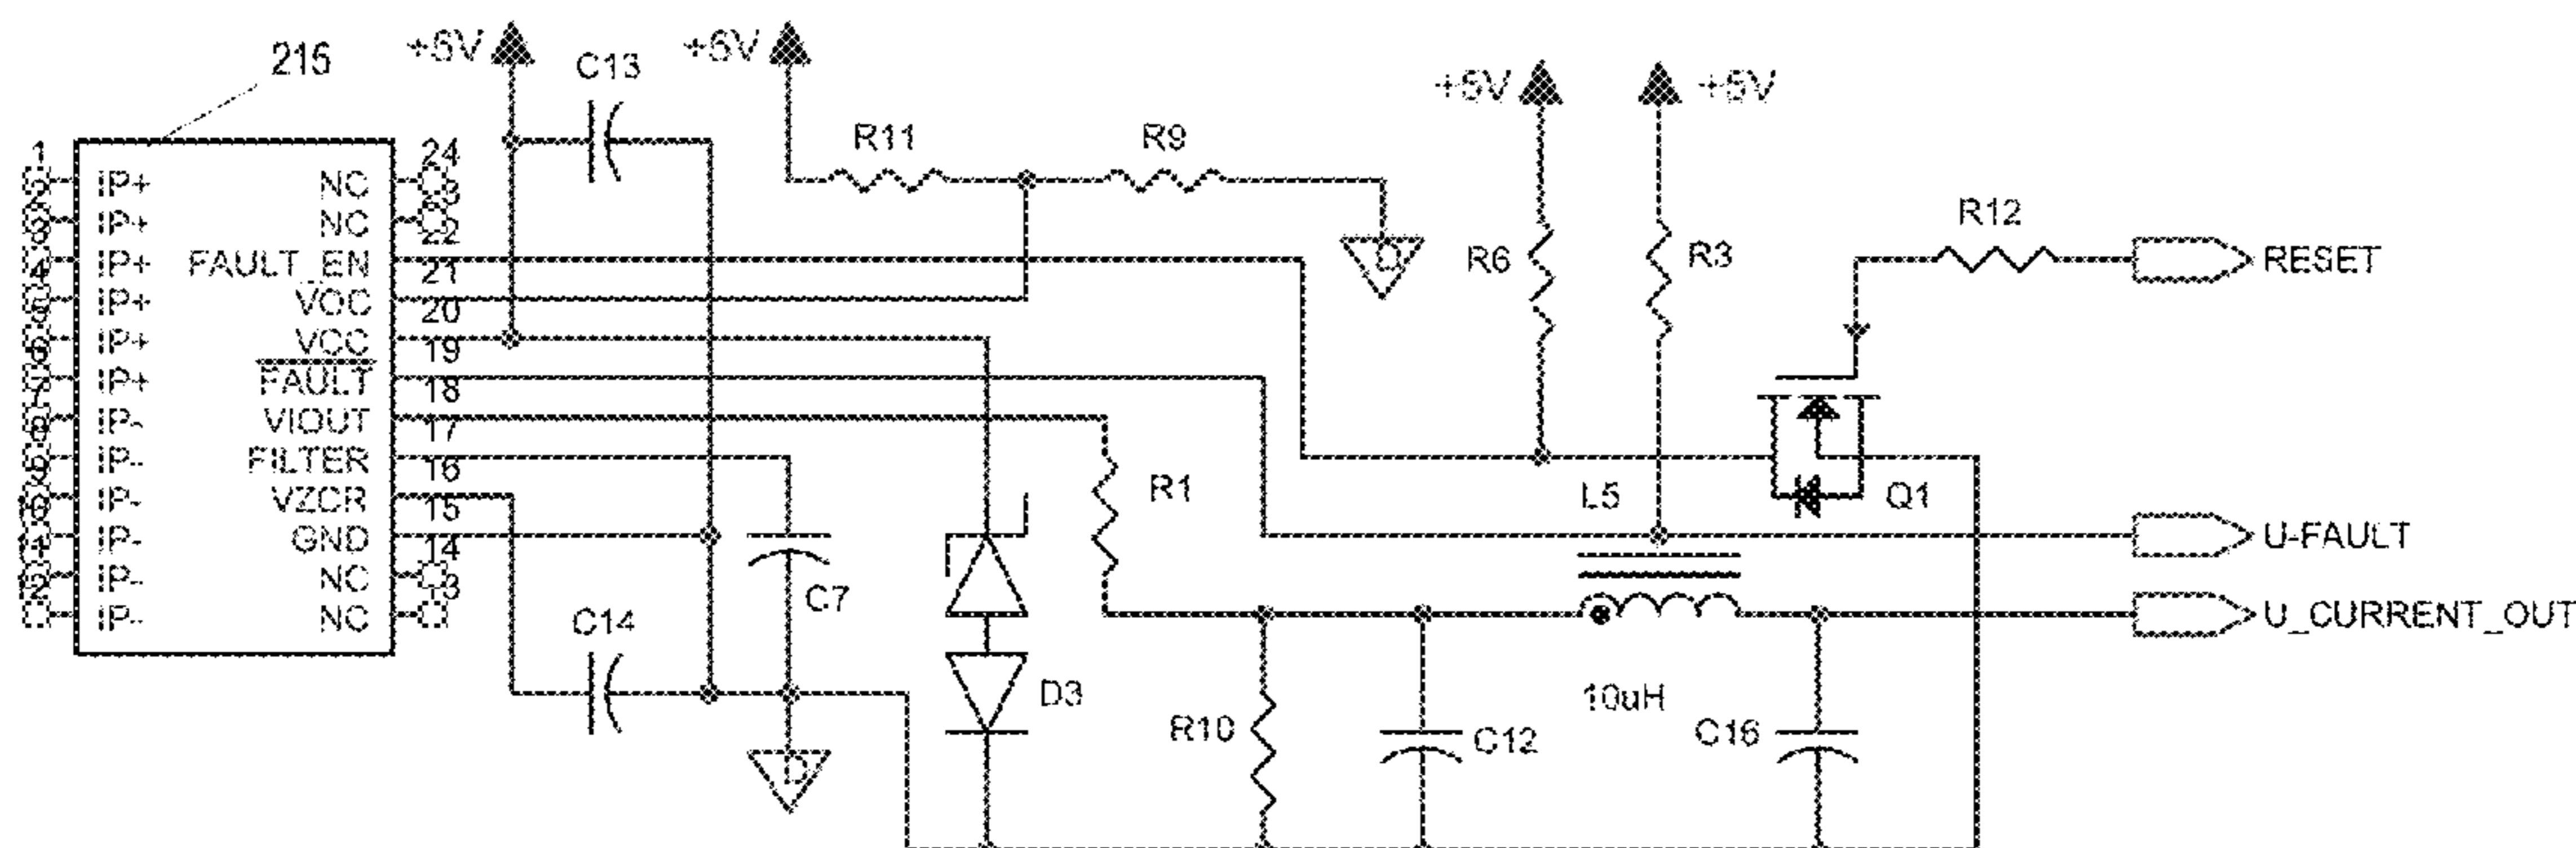 215
+5V
C13
+5V
+5V
+5V
1
24
IP+
NC
IP+
NC
22
IP+
FAULT_EN
21
4
IP+
VOC
20
IP+
VCC
19
IP+
FAULT
18
IP-
VIOUT
17
IP-
FILTER
16
IP-
VZCR
15
IP-
GND
14
IP-
NC
IP-
NC
R11
R9
D
R6
R3
R12
RESET
R1
L5
Q1
U-FAULT
C7
C14
U_CURRENT_OUT
D3
D
R10
C12
10uH
C16